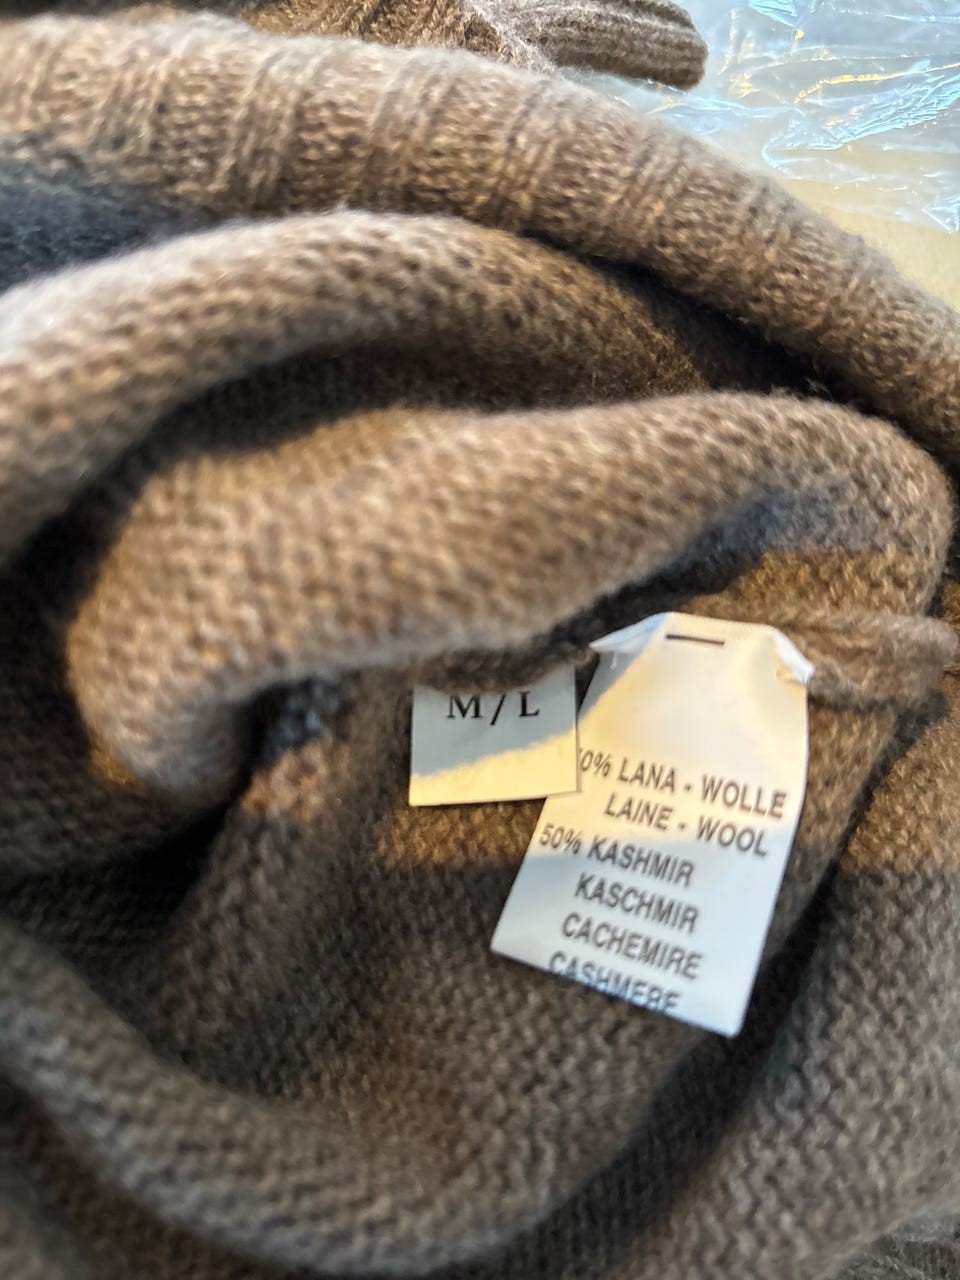 M/L
0% LANA - WOLLE
LAINE - WOOL
50% KASHMIR
KASCHMIR
CACHEMIRE
CASHMERE